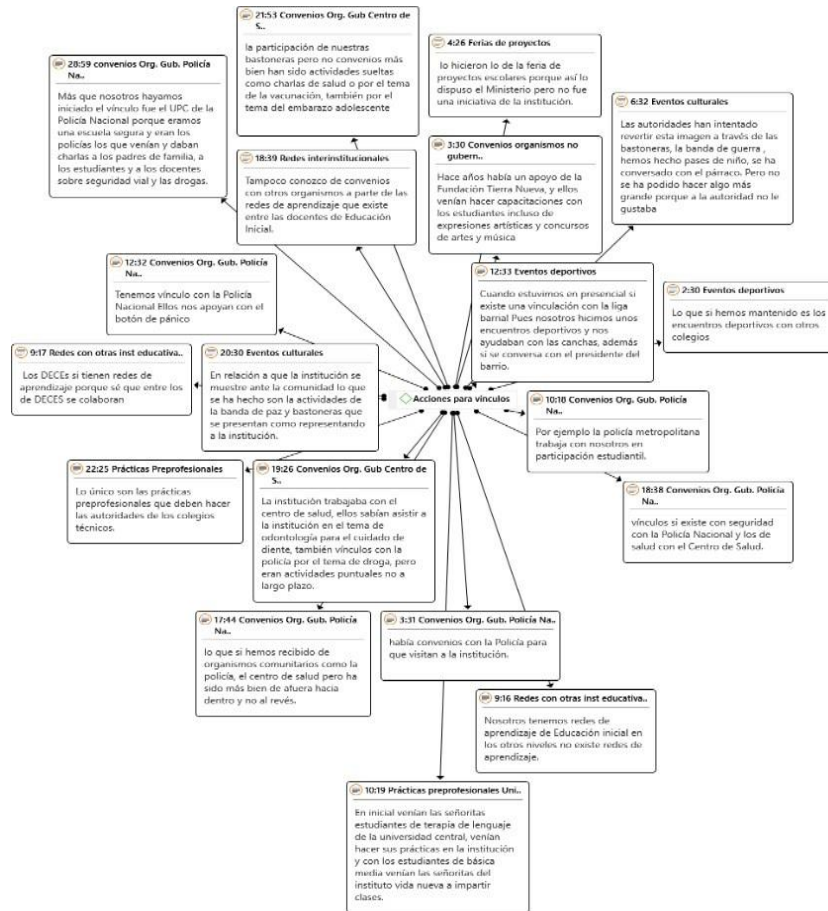 21:53 Convenios Org. Gub Centro de
S..
la participación de nuestras
bastoneras pero no convenios más
bien han sido actividades sueltas
como charlas de salud o por el tema
de la vacunación, también por el
tema del embarazo adolescente
4:26 Ferias de proyectos
lo hicieron lo de la feria de
proyectos escolares porque así lo
dispuso el Ministerio pero no fue
una iniciativa de la institución.
28:59 convenios Org. Gub. Policía
Na..
Más que nosotros hayamos
iniciado el vínculo fue el UPC de la
Policía Nacional porque eramos
una escuela segura y eran los
policías los que venían y daban
charlas a los padres de familia, a
los estudiantes y a los docentes
sobre seguridad vial y las drogas.
6:32 Eventos culturales
Las autoridades han intentado
revertir esta imagen a través de las
bastoneras, la banda de guerra ,
hemos hecho pases de niño, se ha
conversado con el párraco. Pero no
se ha podido hacer algo más
grande porque a la autoridad no le
gustaba
3:30 Convenios organismos no
gubern..
Hace años había un apoyo de la
Fundación Tierra Nueva, y ellos
venían hacer capacitaciones con
los estudiantes incluso de
expresiones artísticas y concursos
de artes y música
18:39 Redes interinstitucionales
Tampoco conozco de convenios
con otros organismos a parte de las
redes de aprendizaje que existe
entre las docentes de Educación
Inicial.
12:32 Convenios Org. Gub. Policía
Na..
Tenemos vínculo con la Policía
Nacional Ellos nos apoyan con el
botón de pánico
12:33 Eventos deportivos
Cuando estuvimos en presencial si
existe una vinculación con la liga
barrial Pues nosotros hicimos unos
encuentros deportivos y nos
ayudaban con las canchas, además
si se conversa con el presidente del
barrio.
2:30 Eventos deportivos
Lo que si hemos mantenido es los
encuentros deportivos con otros
colegios
9:17 Redes con otras inst educativa..
Los DECEs si tienen redes de
aprendizaje porque sé que entre los
de DECES se colaboran
20:30 Eventos culturales
En relación a que la institución se
muestre ante la comunidad lo que
se ha hecho son la actividades de
la banda de paz y bastoneras que
se presentan como representando
a la institución.
Acciones para vinculos
10:18 Convenios Org. Gub. Policía
Na..
Por ejemplo la policía metropolitana
trabaja con nosotros en
participación estudiantil.
22:25 Prácticas Preprofesionales
Lo único son las prácticas
preprofesionales que deben hacer
las autoridades de los colegios
técnicos.
19:26 Convenios Org. Gub Centro de
S..
La institución trabajaba con el
centro de salud, ellos sabían asistir a
la institución en el tema de
odontología para el cuidado de
diente, también vínculos con la
policía por el tema de droga, pero
eran actividades puntuales no a
largo plazo.
18:38 Convenios Org. Gub. Policía
Na..
vínculos si existe con seguridad
con la Policía Nacional y los de
salud con el Centro de Salud.
17:44 Convenios Org. Gub. Policía
Na..
lo que si hemos recibido de
organismos comunitarios como la
policía, el centro de salud pero ha
sido más bien de afuera hacia
dentro y no al revés.
3:31 Convenios Org. Gub. Policía Na..
había convenios con la Policía para
que visitan a la institución.
9:16 Redes con otras inst educativa..
Nosotros tenemos redes de
aprendizaje de Educación inicial en
los otros niveles no existe redes de
aprendizaje.
10:19 Prácticas preprofesionales Uni..
En inicial venían las señoritas
estudiantes de terapia de lenguaje
de la universidad central, venían
hacer sus prácticas en la institución
y con los estudiantes de básica
media venían las señoritas del
instituto vida nueva a impartir
clases.